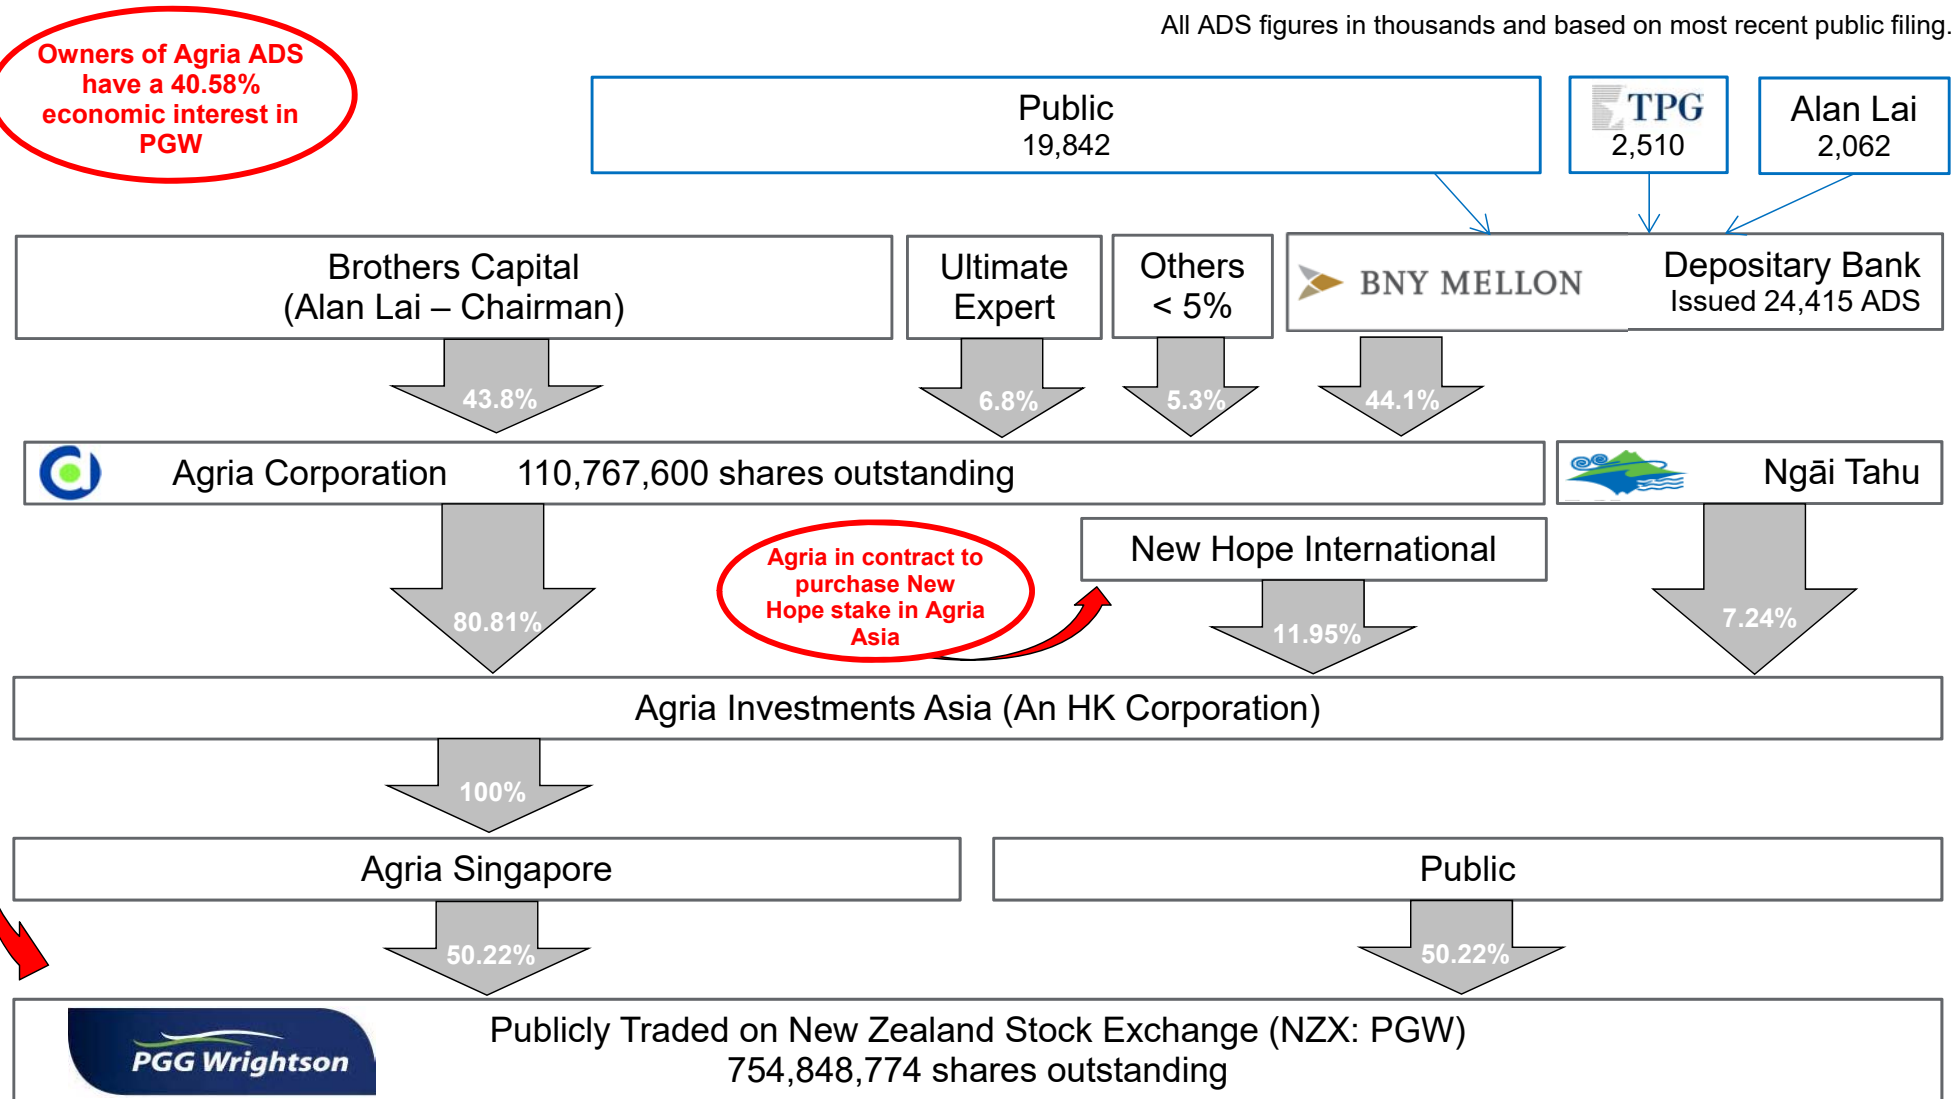 All ADS figures in thousands and based on most recent public filing.
Owners of Agria ADS
have a 40.58%
economic interest in
PGW
Public
19,842
TPG
2,510
Alan Lai
2,062
Brothers Capital
(Alan Lai – Chairman)
Ultimate
Expert
Others
< 5%
BNY MELLON
Depositary Bank
Issued 24,415 ADS
43.8%
6.8%
5.3%
44.1%
Agria Corporation 110,767,600 shares outstanding
Ngāi Tahu
Agria in contract to
purchase New
Hope stake in Agria
Asia
New Hope International
80.81%
11.95%
7.24%
Agria Investments Asia (An HK Corporation)
100%
Agria Singapore
Public
50.22%
50.22%
PGG Wrightson
Publicly Traded on New Zealand Stock Exchange (NZX: PGW)
754,848,774 shares outstanding